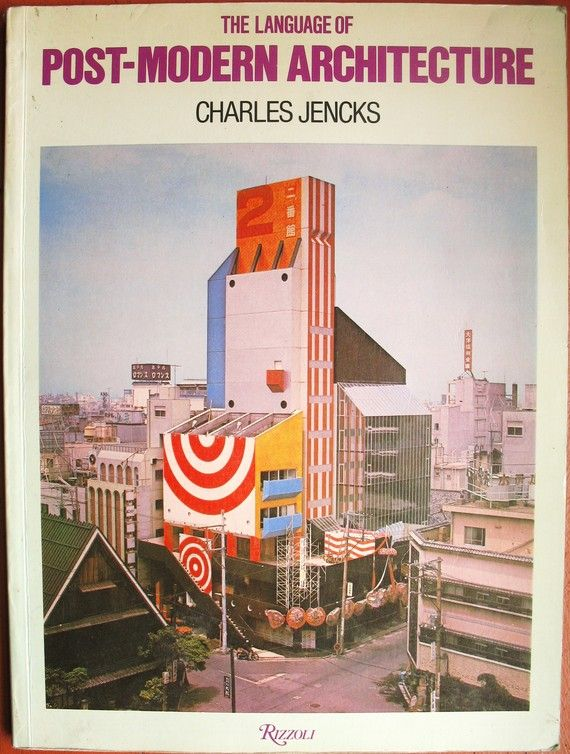 THE LANGUAGE OF
POST-MODERN ARCHITECTURE
CHARLES JENCKS
2
二番館
RIZZOLI